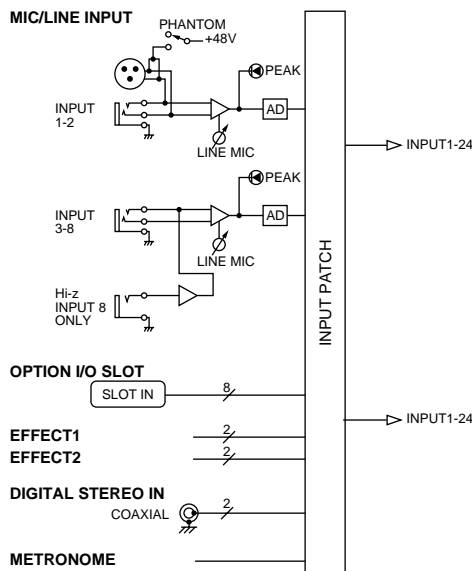 MIC/LINE INPUT
PHANTOM
+48V
PEAK
INPUT
1-2
AD
LINE MIC
INPUT1-24
PEAK
INPUT
3-8
AD
LINE MIC
Hi-z
INPUT 8
ONLY
INPUT PATCH
OPTION I/O SLOT
SLOT IN
8
INPUT1-24
EFFECT1
2
EFFECT2
2
DIGITAL STEREO IN
COAXIAL
2
METRONOME